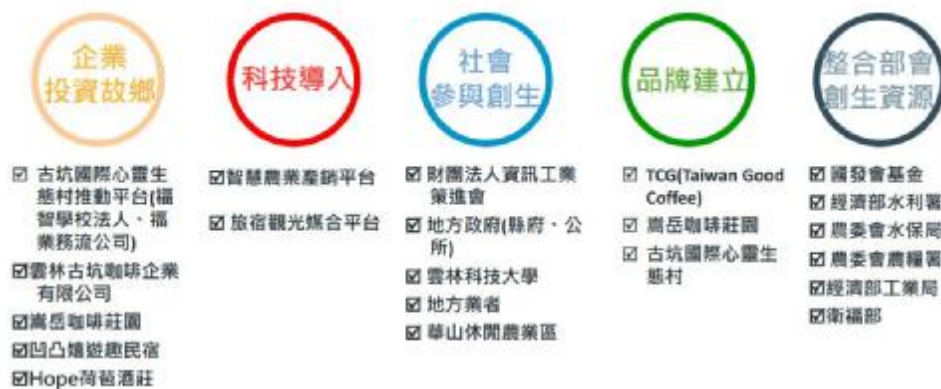 企業
投資故鄉
☑ 古坑國際心靈生
態村推動平台(福
智學校法人、福
業務流公司)
☑雲林古坑咖啡企業
有限公司
☑嵩岳咖啡莊園
☑凹凸嬉遊趣民宿
☑Hope荷苞酒莊
科技導入
☑智慧農業產銷平台
☑ 旅宿觀光媒合平台
社會
參與創生
☑ 財團法人資訊工業
策進會
☑ 地方政府(縣府、公
所)
☑ 雲林科技大學
☑ 地方業者
☑ 華山休閒農業區
品牌建立
☑ TCG(Taiwan Good
Coffee)
☑ 嵩岳咖啡莊園
☑ 古坑國際心靈生
態村
整合部會
創生資源
☑ 國發會基金
☑ 經濟部水利署
☑ 農委會水保局
☑ 農委會農糧署
☑經濟部工業局
☑衛福部